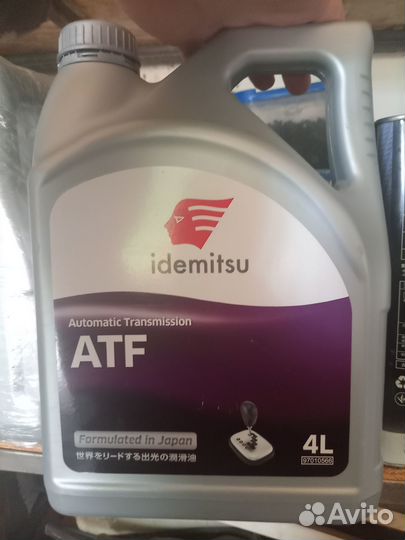 idemitsu
Automatic Transmission
ATF
Formulated in Japan
世界をリードする出光の潤滑油
4L
97010566
Avito